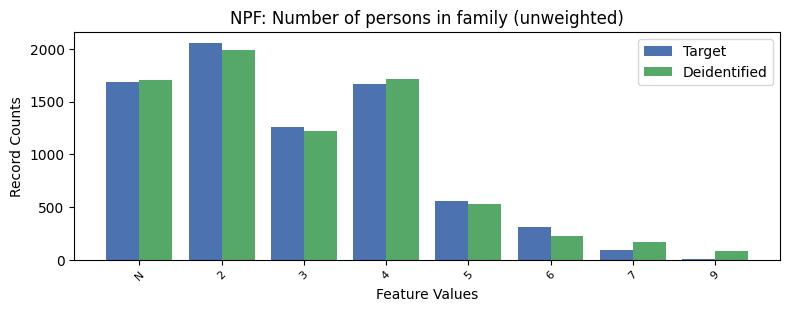 NPF: Number of persons in family (unweighted)
Target
Deidentified
Record Counts
2000
1500
1000
500
0
N 2 3 4 5 6 7 9
Feature Values